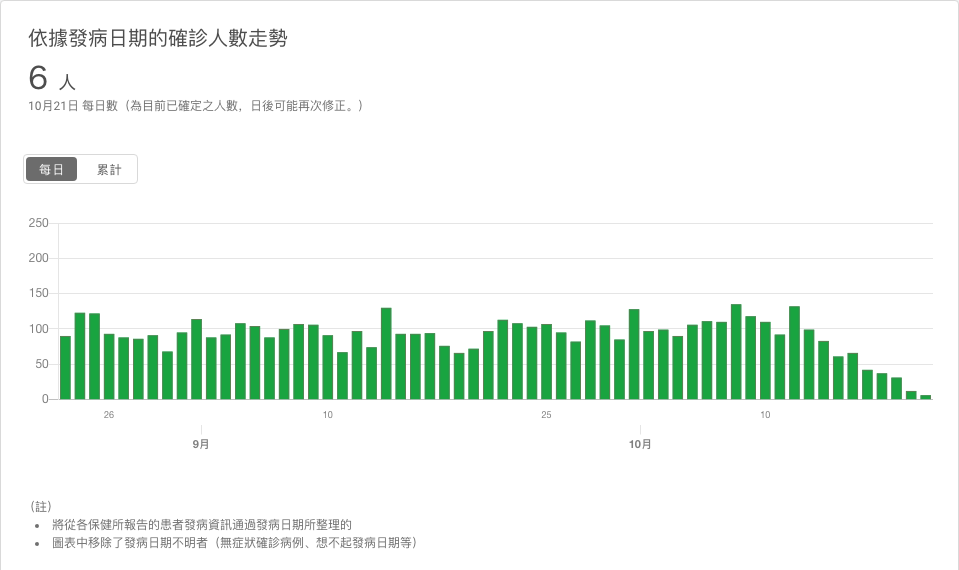 依據發病日期的確診人數走勢
6 人
10月21日 每日數（為目前已確定之人數，日後可能再次修正。）
每日 累計
250
200
150
100
50
0
26 10 25 10
9月 10月
（註）
• 將從各保健所報告的患者發病資訊通過發病日期所整理的
• 圖表中移除了發病日期不明者（無症狀確診病例、想不起發病日期等）